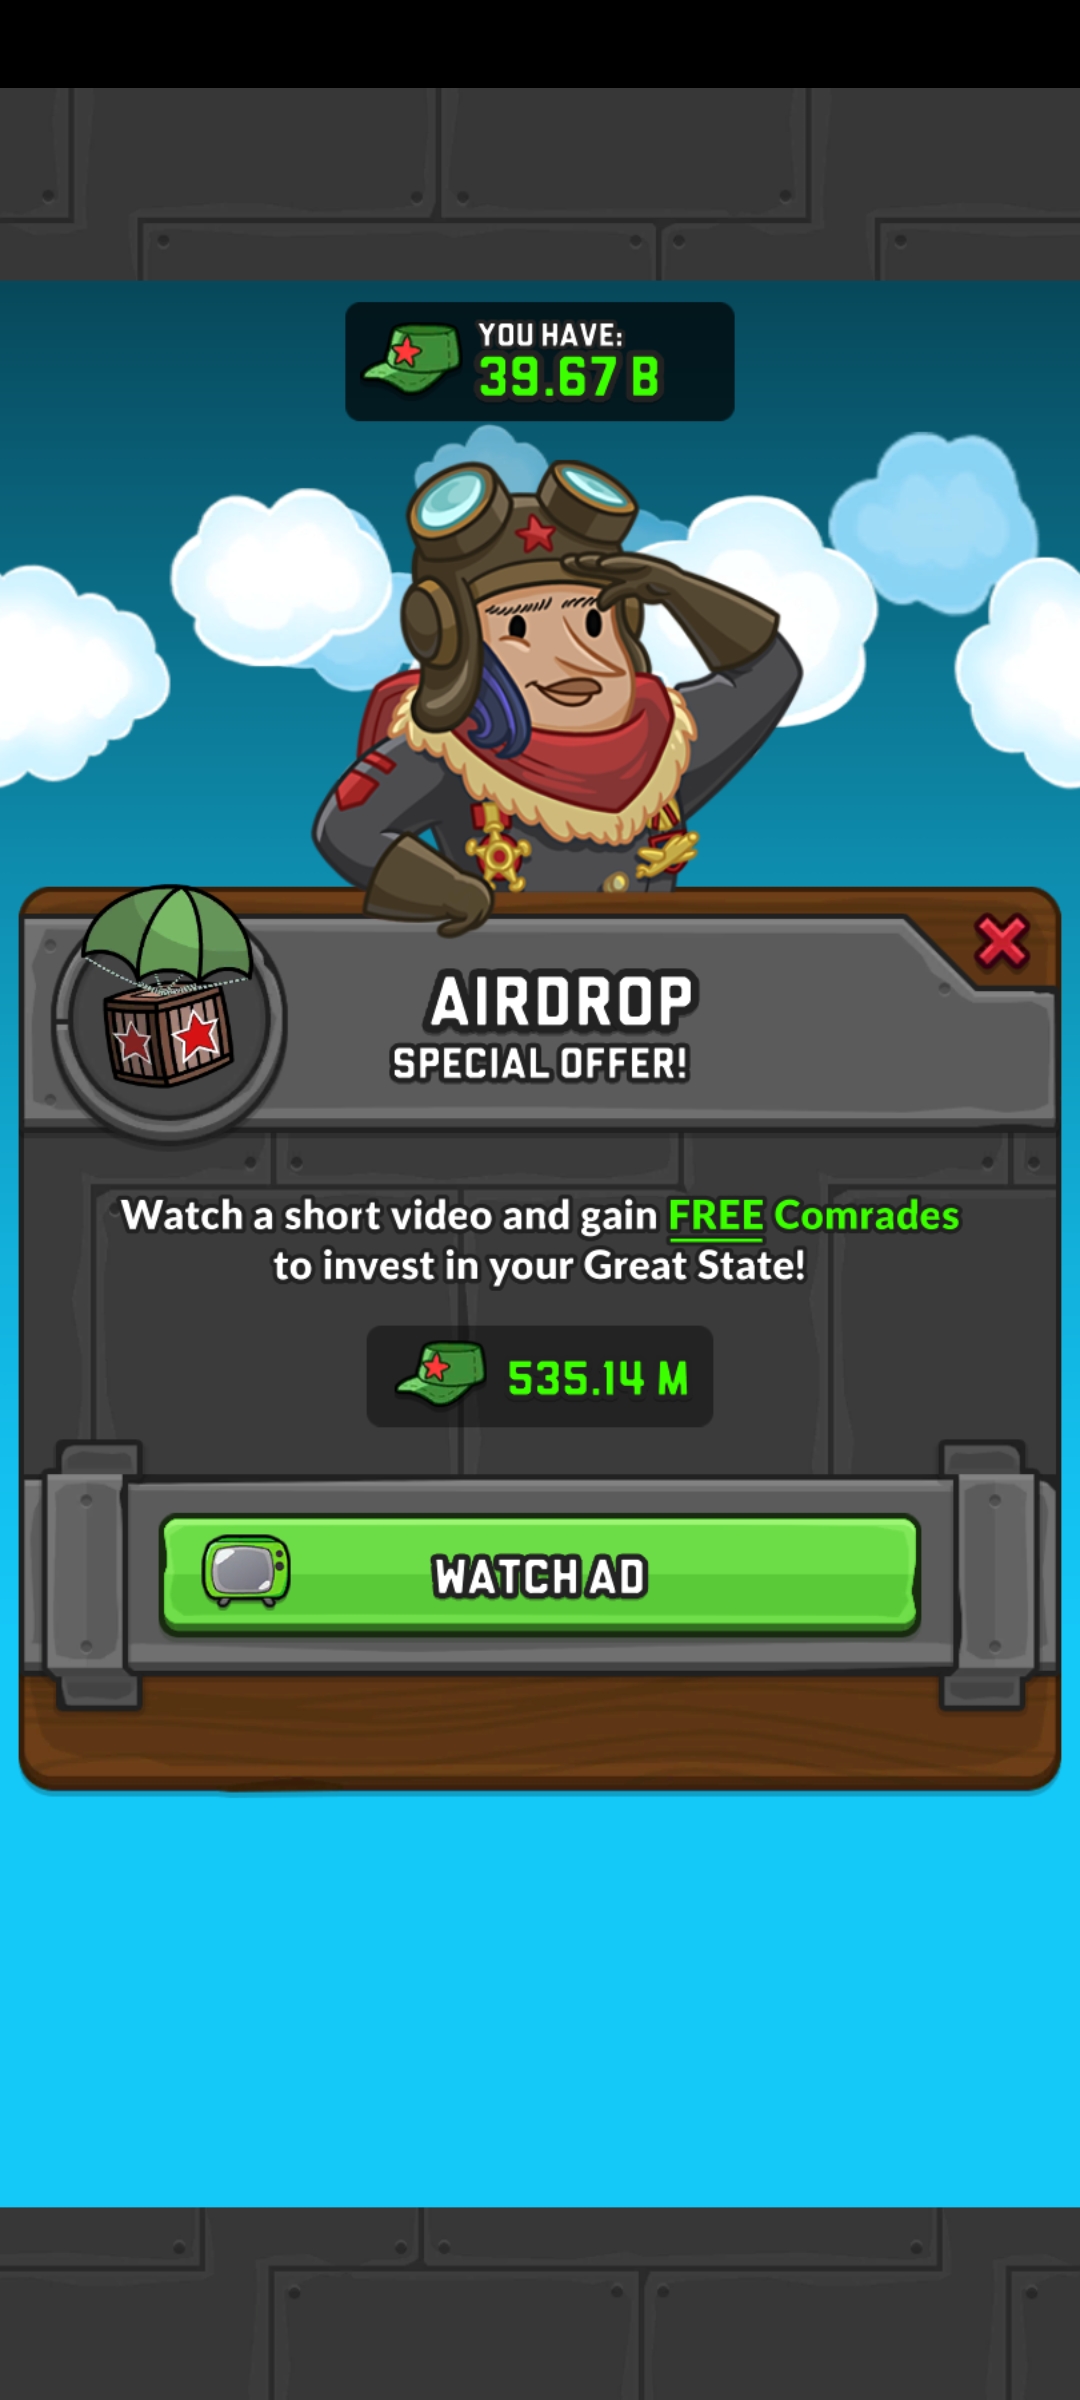 YOU HAVE:
39.67 B
AIRDROP
SPECIAL OFFER!
Watch a short video and gain FREE Comrades
to invest in your Great State!
535.14 M
WATCH AD